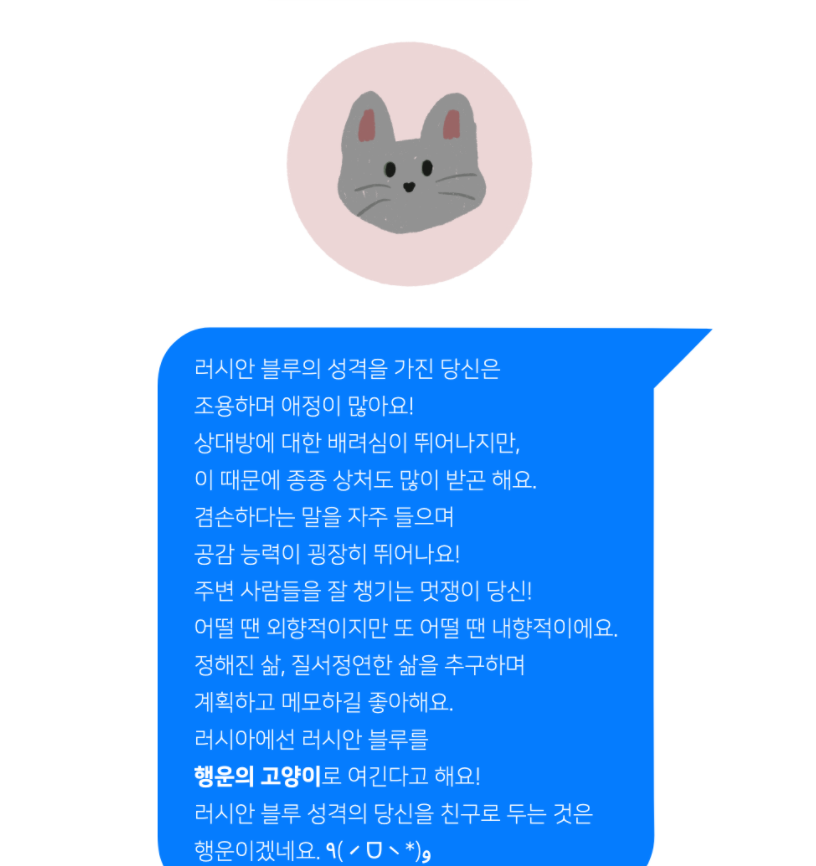 러시안 블루의 성격을 가진 당신은
조용하며 애정이 많아요!
상대방에 대한 배려심이 뛰어나지만,
이 때문에 종종 상처도 많이 받곤 해요.
겸손하다는 말을 자주 들으며
공감 능력이 굉장히 뛰어나요!
주변 사람들을 잘 챙기는 멋쟁이 당신!
어떨 땐 외향적이지만 또 어떨 땐 내향적이에요.
정해진 삶, 질서정연한 삶을 추구하며
계획하고 메모하길 좋아해요.
러시아에선 러시안 블루를
행운의 고양이로 여긴다고 해요!
러시안 블루 성격의 당신을 친구로 두는 것은
행운이겠네요. ٩(ˊᗜˋ*)و